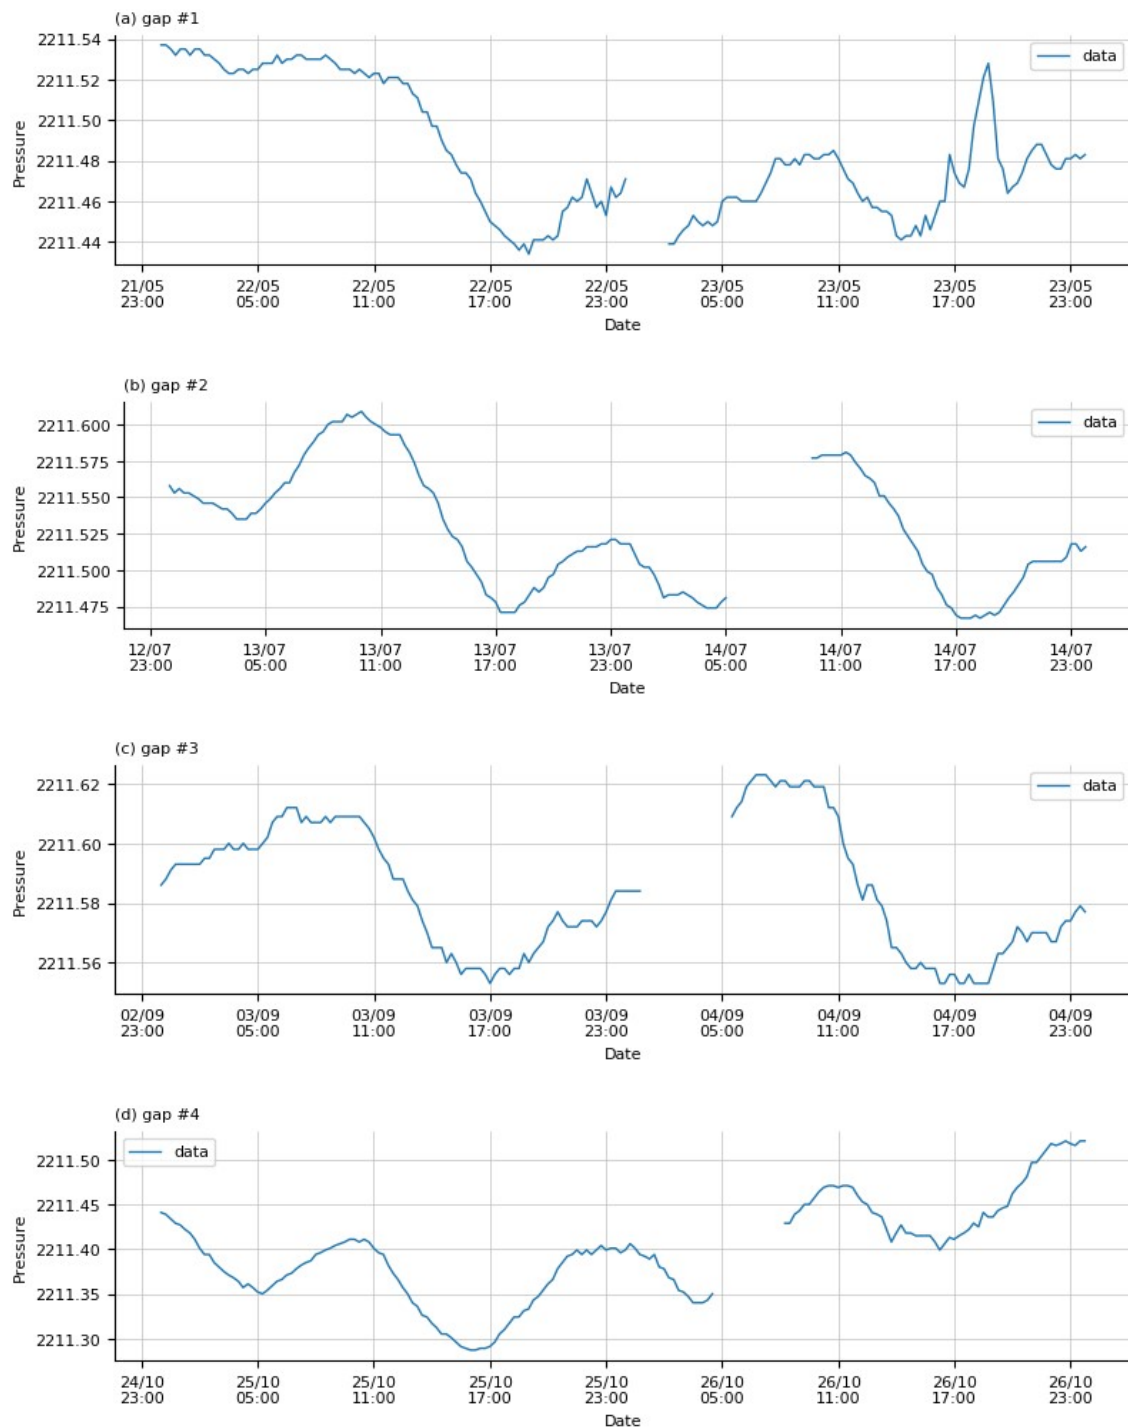 (a) gap #1
data
2211.54
2211.52
2211.50
2211.48
2211.46
2211.44
Pressure
21/05 22/05 22/05 22/05 22/05 23/05 23/05 23/05 23/05
23:00 05:00 11:00 17:00 23:00 05:00 11:00 17:00 23:00
Date
(b) gap #2
data
2211.600
2211.575
2211.550
2211.525
2211.500
2211.475
Pressure
12/07 13/07 13/07 13/07 13/07 14/07 14/07 14/07 14/07
23:00 05:00 11:00 17:00 23:00 05:00 11:00 17:00 23:00
Date
(c) gap #3
data
2211.62
2211.60
2211.58
2211.56
Pressure
02/09 03/09 03/09 03/09 03/09 04/09 04/09 04/09 04/09
23:00 05:00 11:00 17:00 23:00 05:00 11:00 17:00 23:00
Date
(d) gap #4
data
2211.50
2211.45
2211.40
2211.35
2211.30
Pressure
24/10 25/10 25/10 25/10 25/10 26/10 26/10 26/10 26/10
23:00 05:00 11:00 17:00 23:00 05:00 11:00 17:00 23:00
Date